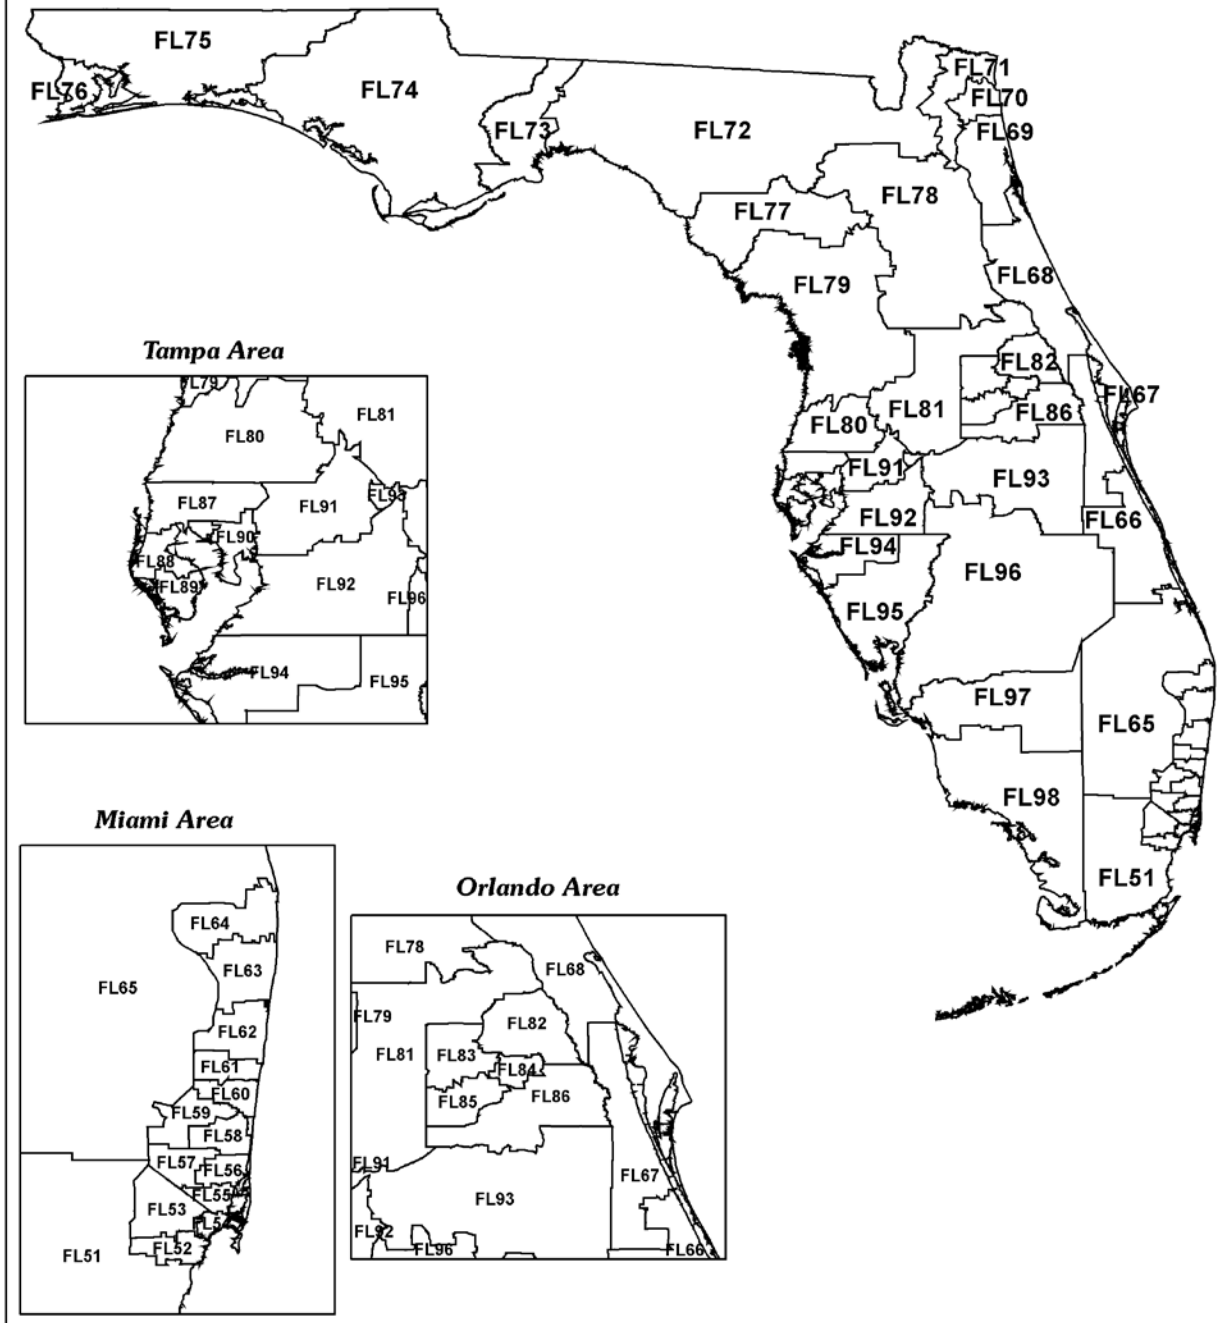 FL75
FL76
FL74
FL73
FL72
FL71
FL70
FL69
FL77
FL78
FL79
FL68
FL82
FL67
FL86
FL81
FL80
FL91
FL93
FL92
FL66
FL94
FL96
FL95
FL97
FL65
FL98
FL51
Tampa Area
FL79
FL81
FL80
FL87
FL91
FL93
FL90
FL88
FL89
FL92
FL96
FL94
FL95
Miami Area
FL64
FL63
FL65
FL62
FL61
FL60
FL59
FL58
FL57
FL56
FL55
FL53
FL54
FL52
FL51
Orlando Area
FL78
FL68
FL79
FL82
FL81
FL83
FL84
FL85
FL86
FL91
FL67
FL93
FL92
FL96
FL66